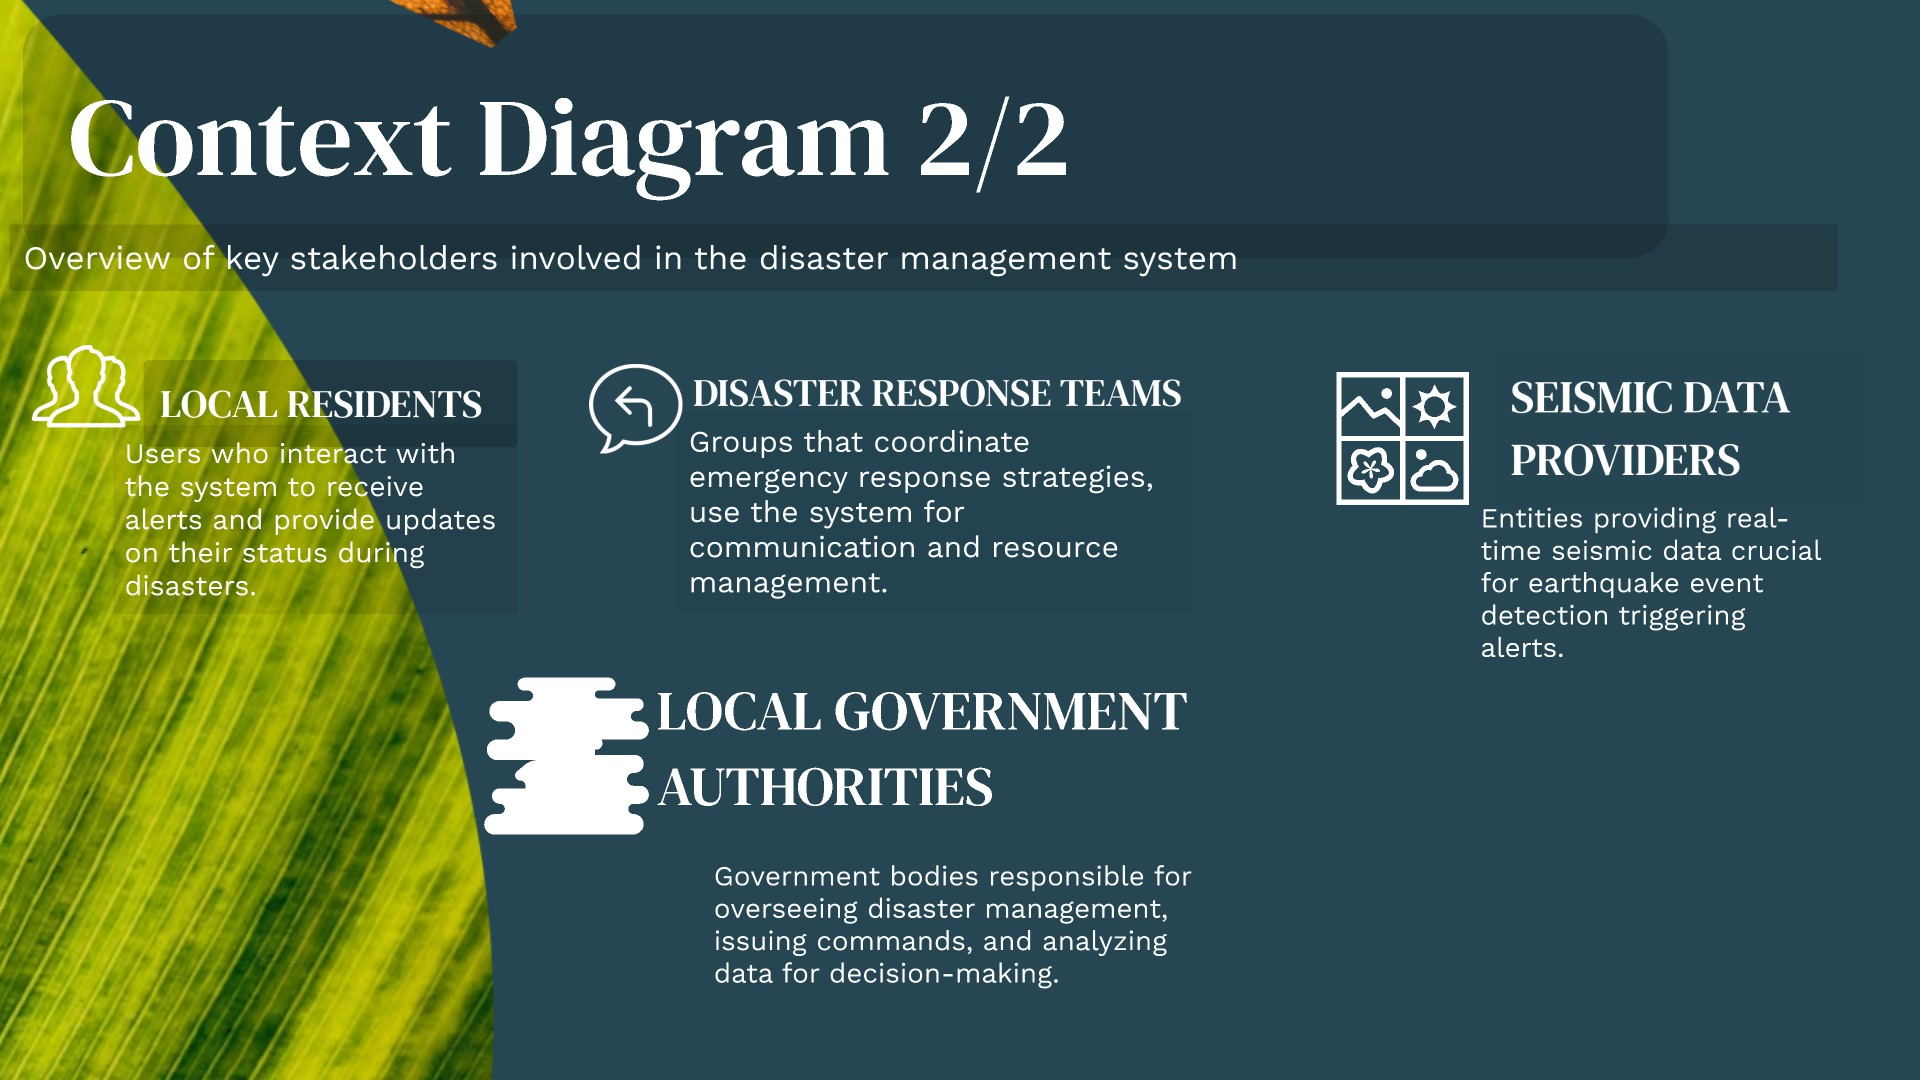 Context Diagram 2/2
Overview of key stakeholders involved in the disaster management system
LOCAL RESIDENTS
Users who interact with
the system to receive
alerts and provide updates
on their status during
disasters.
DISASTER RESPONSE TEAMS
Groups that coordinate
emergency response strategies,
use the system for
communication and resource
management.
SEISMIC DATA
PROVIDERS
Entities providing real-
time seismic data crucial
for earthquake event
detection triggering
alerts.
LOCAL GOVERNMENT
AUTHORITIES
Government bodies responsible for
overseeing disaster management,
issuing commands, and analyzing
data for decision-making.